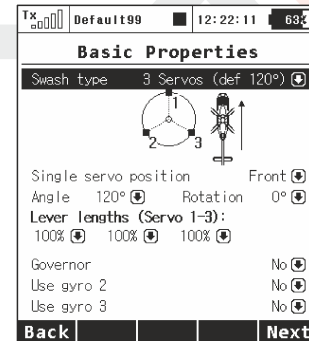 Tx Default99 12:22:11 63%
Basic Properties
Swash type 3 Servos (def 120°)
1
2 3
Single servo position Front
Angle 120° Rotation 0°
Lever lengths (Servo 1-3):
100% 100% 100%
Governor No
Use gyro 2 No
Use gyro 3 No
Back Next